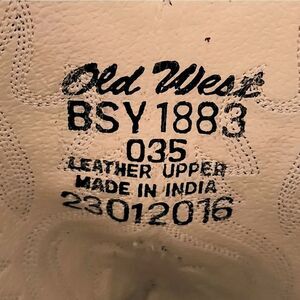 Old West
BSY 1883
035
LEATHER UPPER
MADE IN INDIA
23012016